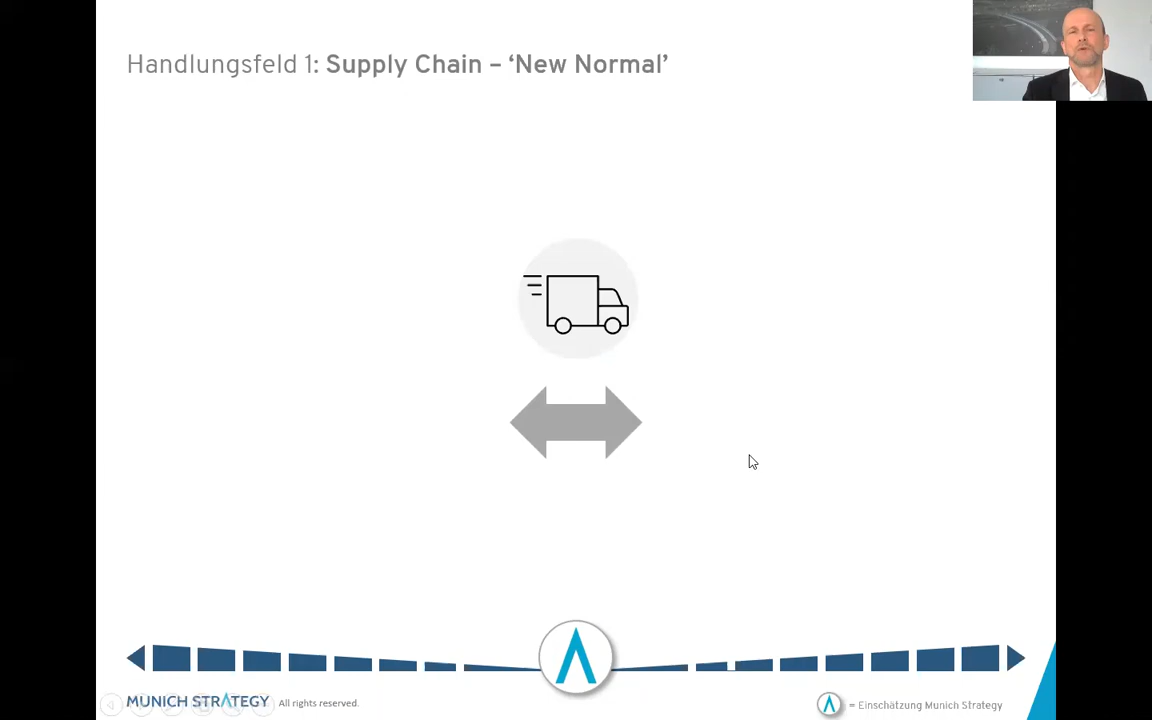 Handlungsfeld 1: Supply Chain – ‘New Normal’
MUNICH STRATEGY All rights reserved.
= Einschätzung Munich Strategy